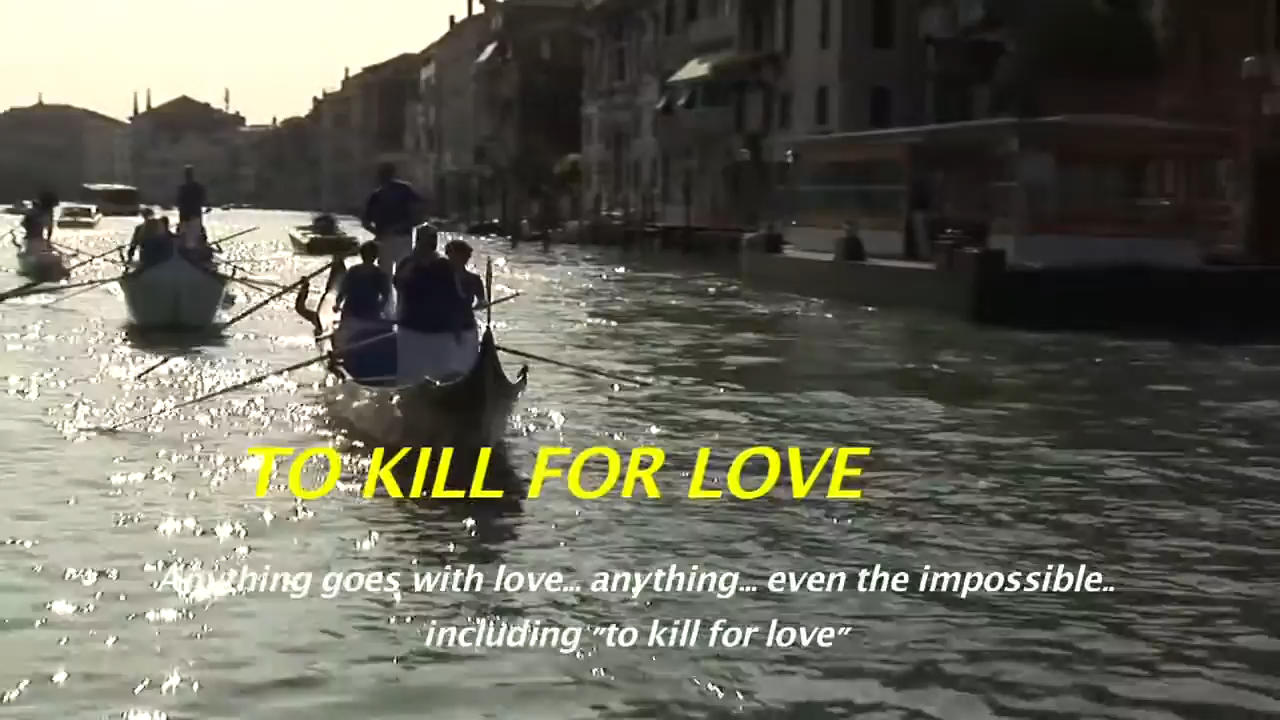 TO KILL FOR LOVE
Anything goes with love... anything... even the impossible..
including "to kill for love"